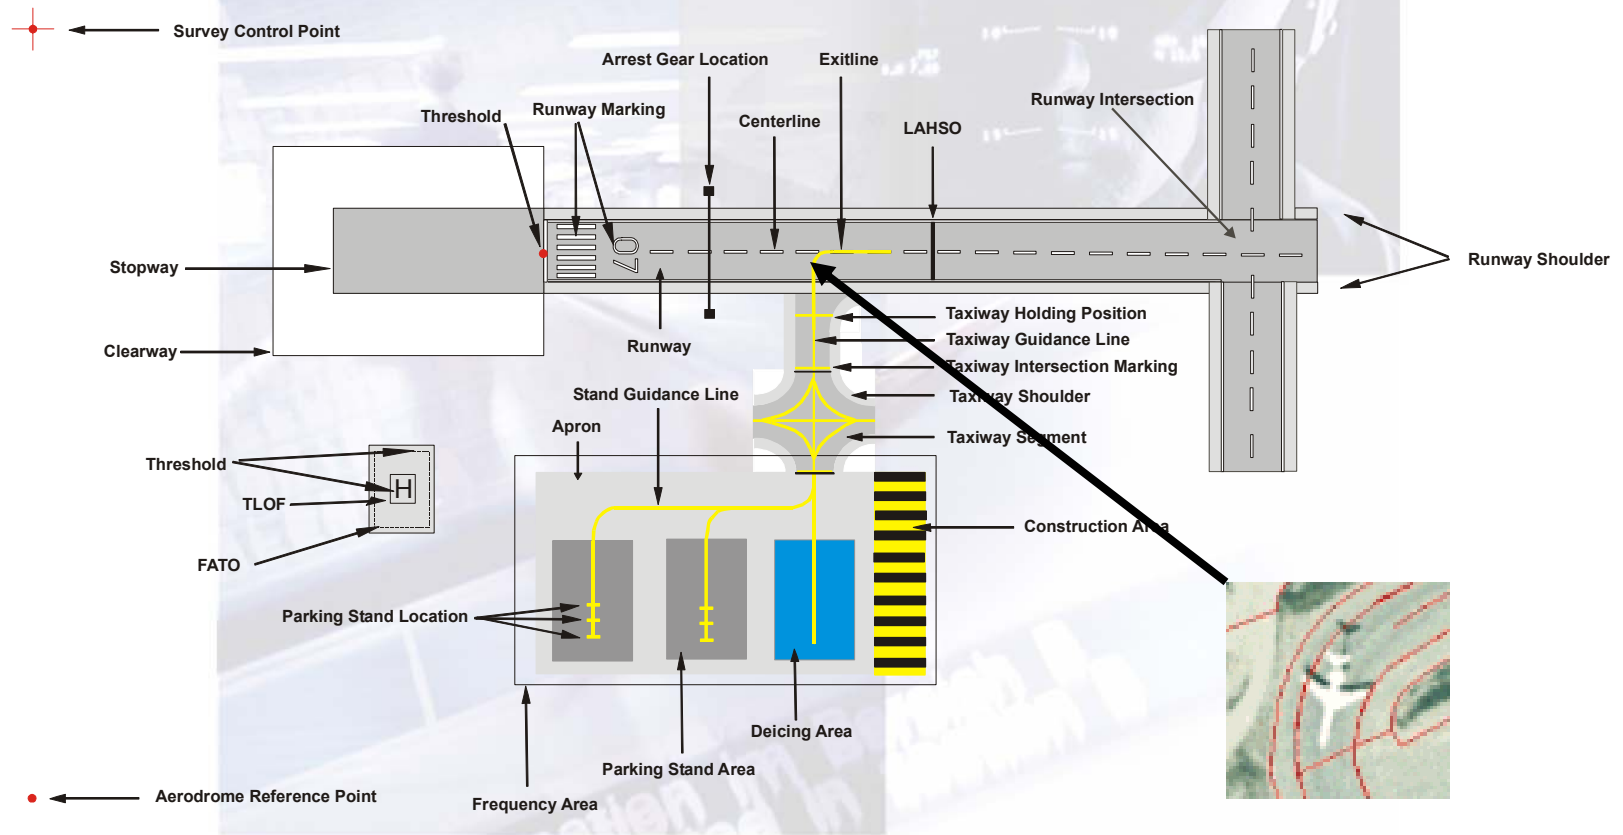 Survey Control Point
Arrest Gear Location
Exitline
Threshold
Runway Marking
Centerline
LAHSO
Runway Intersection
07
Stopway
Runway Shoulder
Clearway
Runway
Taxiway Holding Position
Taxiway Guidance Line
Taxiway Intersection Marking
Stand Guidance Line
Taxiway Shoulder
Apron
Taxiway Segment
Threshold
H
TLOF
FATO
Construction Area
Parking Stand Location
Deicing Area
Parking Stand Area
Frequency Area
Aerodrome Reference Point